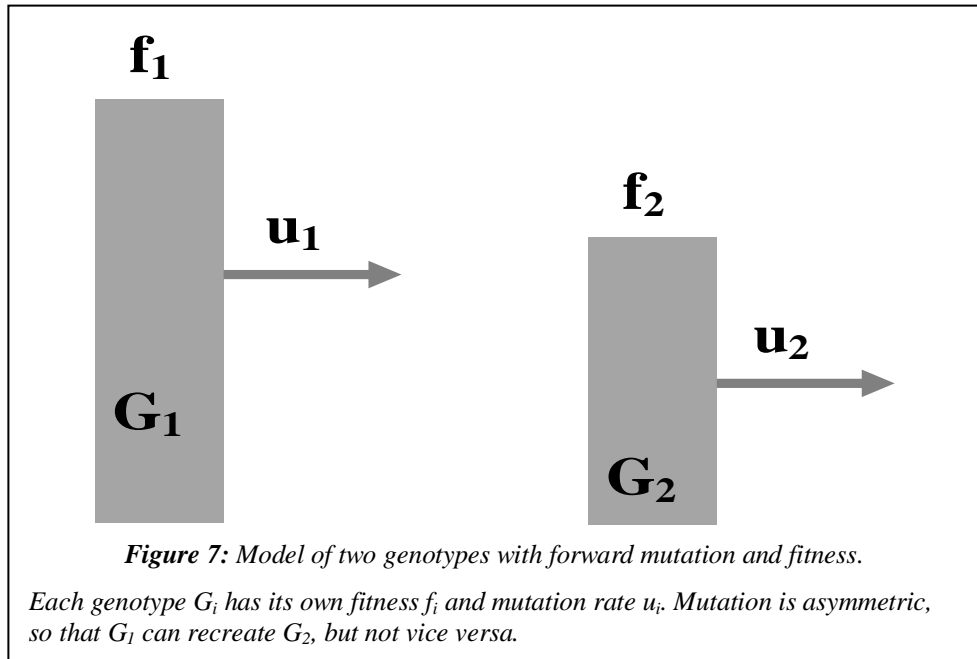 f1
u1
G1
f2
u2
G2
Figure 7: Model of two genotypes with forward mutation and fitness.
Each genotype Gi has its own fitness fi and mutation rate ui. Mutation is asymmetric,
so that G1 can recreate G2, but not vice versa.